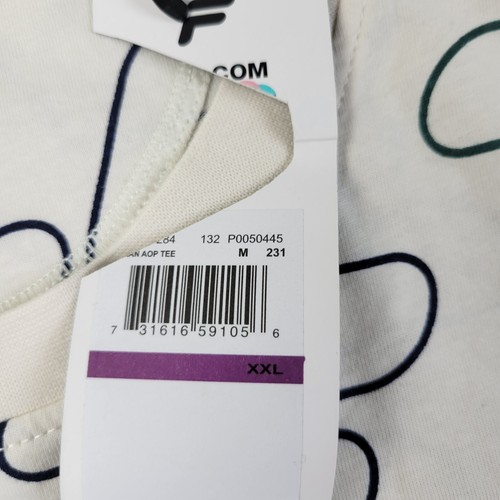 .COM
284 132 P0050445
AN AOP TEE M 231
7 31616 59105 6
XXL